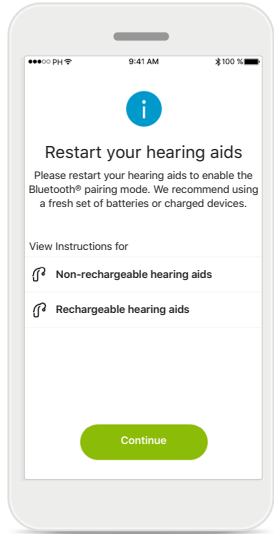 PH 9:41 AM 100 %
i
Restart your hearing aids
Please restart your hearing aids to enable the
Bluetooth® pairing mode. We recommend using
a fresh set of batteries or charged devices.
View Instructions for
Non-rechargeable hearing aids
Rechargeable hearing aids
Continue